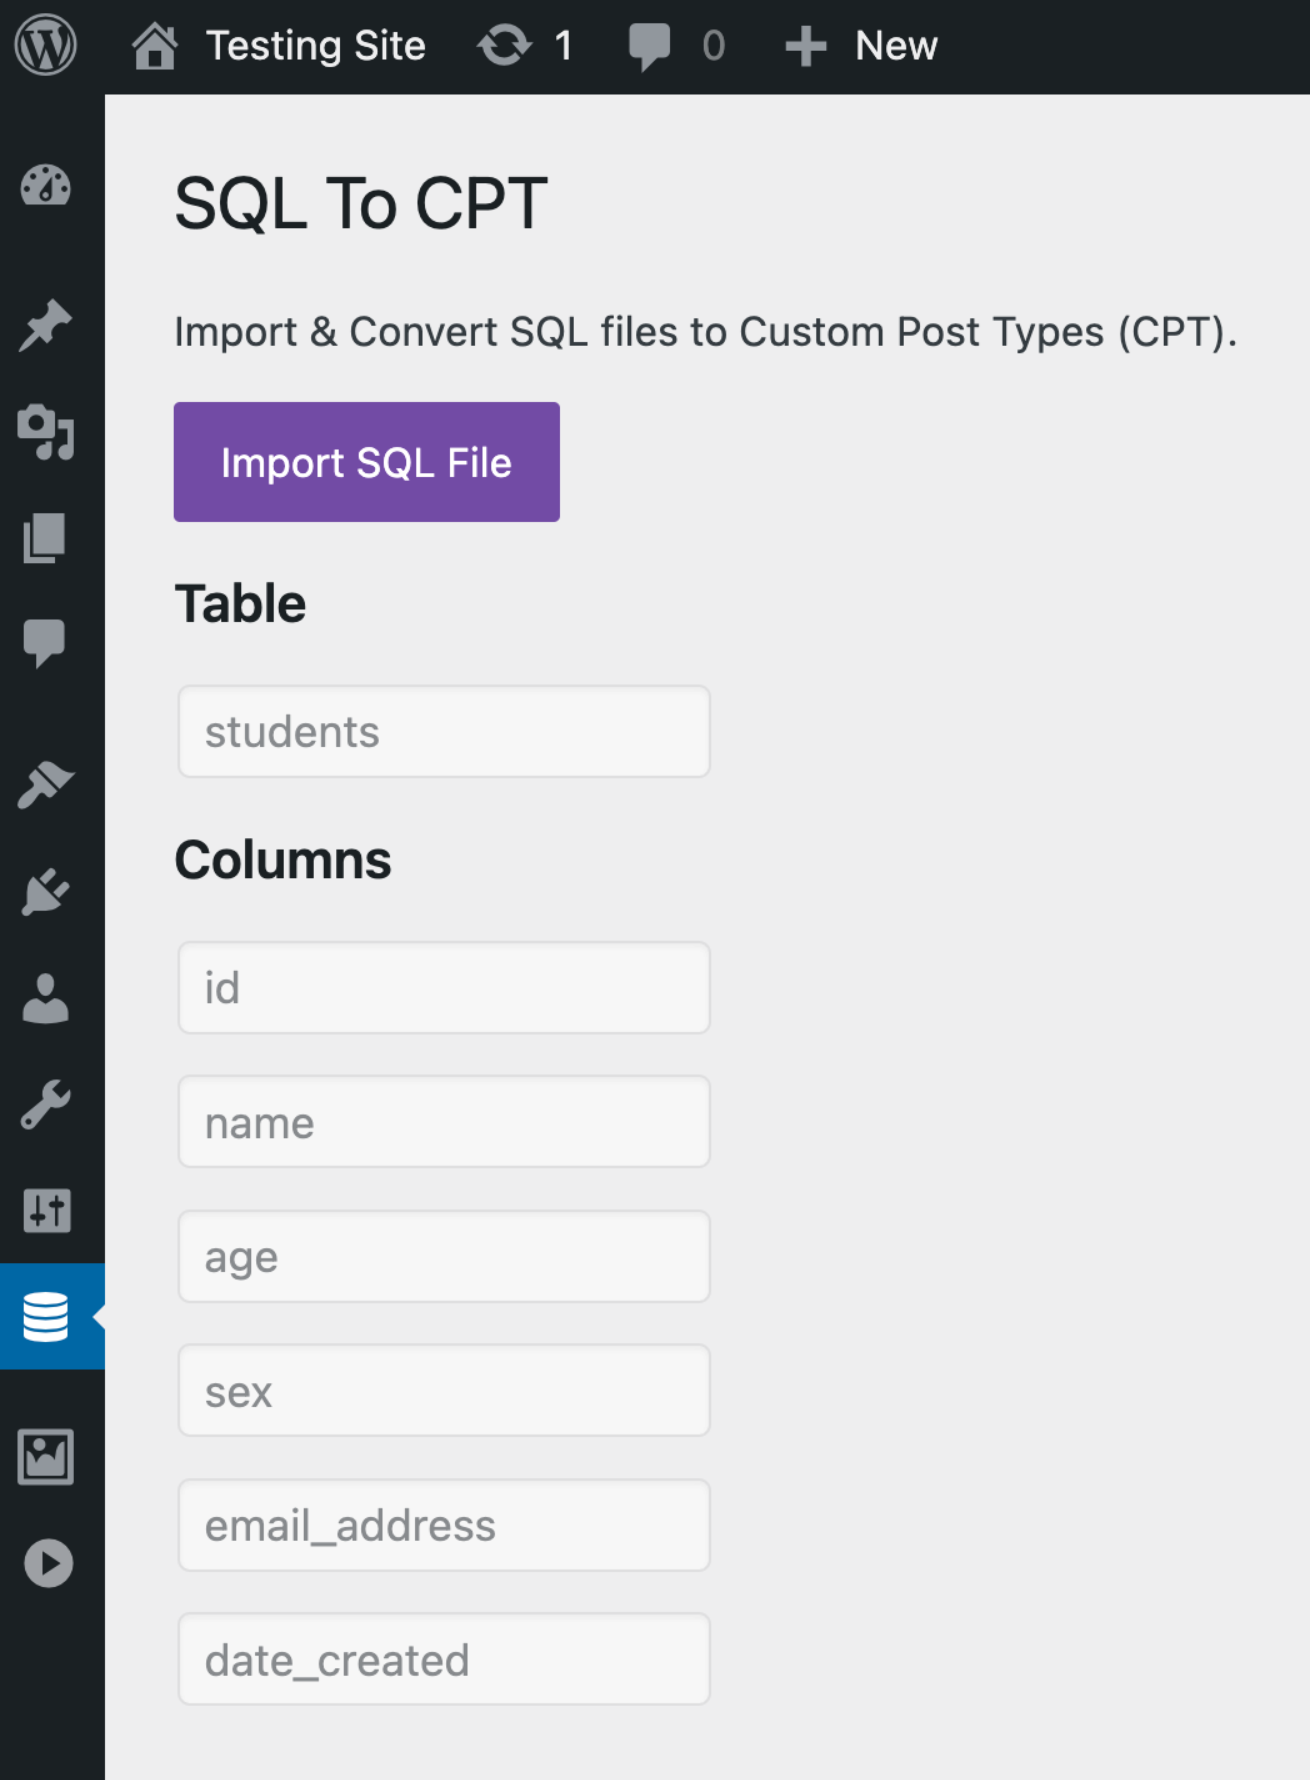 Testing Site 1 0 New
SQL To CPT
Import & Convert SQL files to Custom Post Types (CPT).
Import SQL File
Table
students
Columns
id
name
age
sex
email_address
date_created